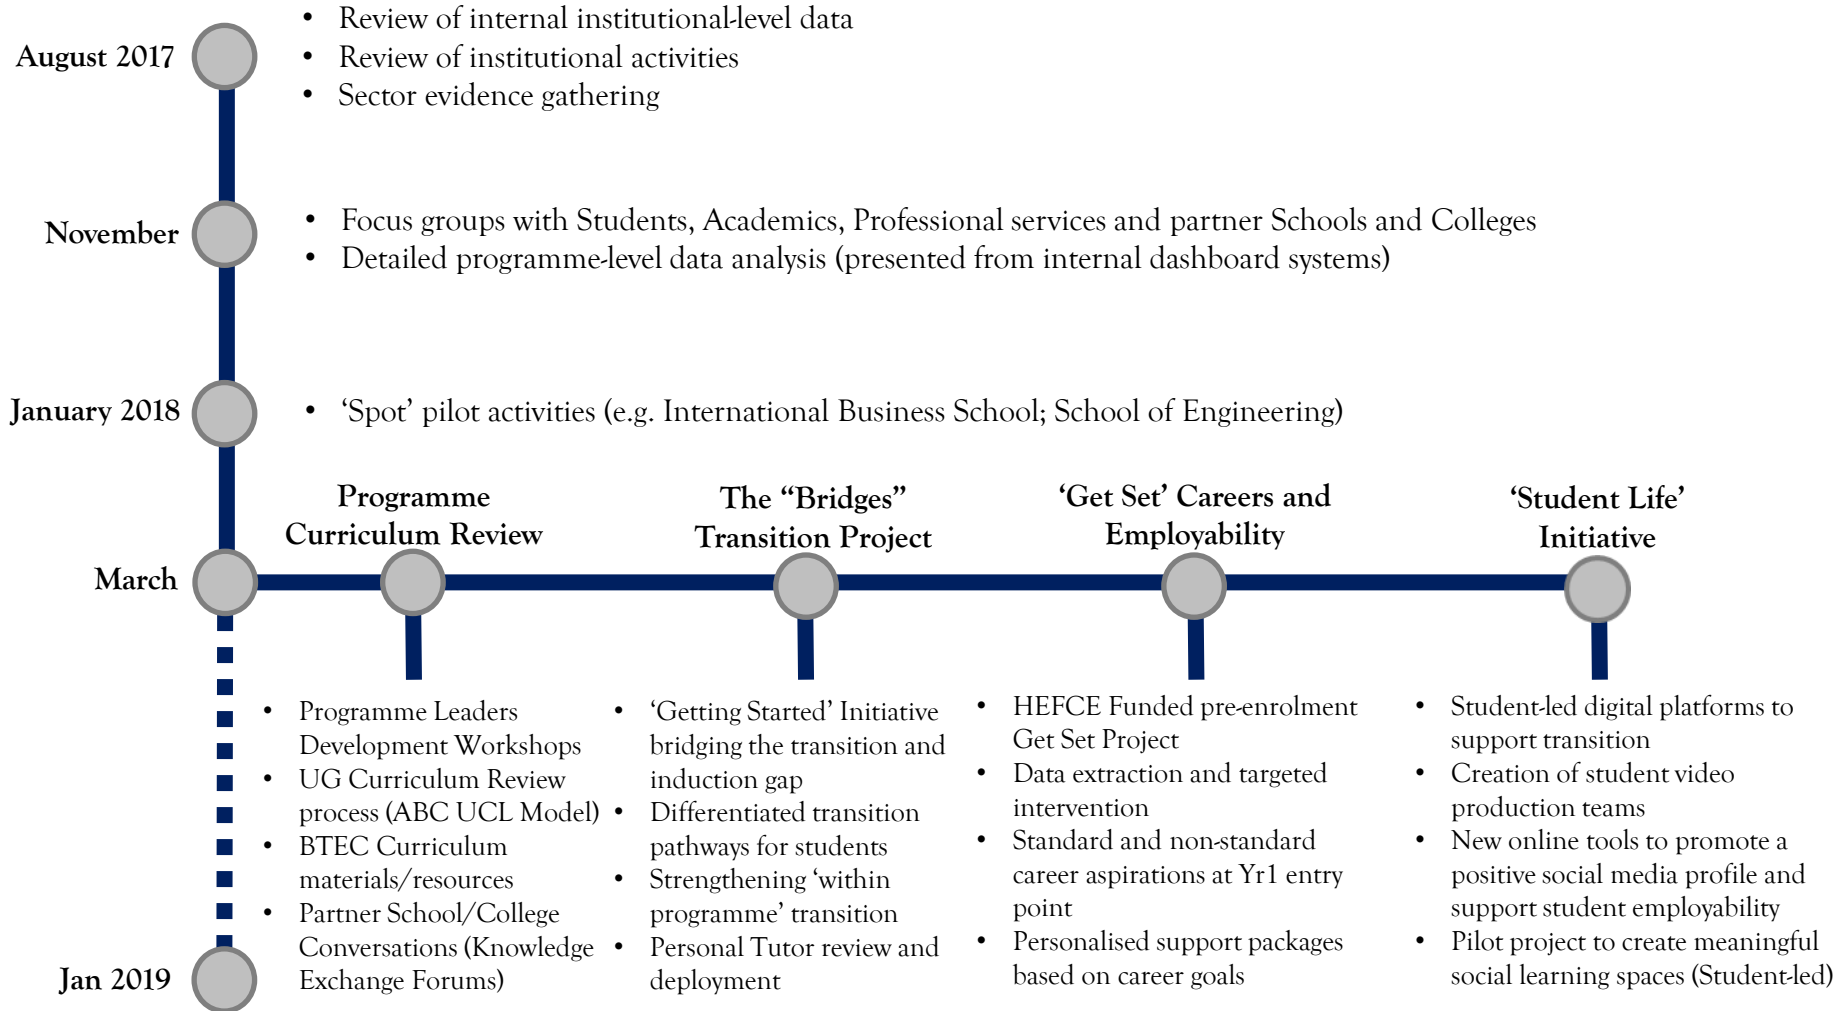 August 2017
• Review of internal institutional-level data
• Review of institutional activities
• Sector evidence gathering
November
• Focus groups with Students, Academics, Professional services and partner Schools and Colleges
• Detailed programme-level data analysis (presented from internal dashboard systems)
January 2018
• ‘Spot’ pilot activities (e.g. International Business School; School of Engineering)
March
Programme
Curriculum Review
• Programme Leaders
Development Workshops
• UG Curriculum Review
process (ABC UCL Model)
• BTEC Curriculum
materials/resources
• Partner School/College
Conversations (Knowledge
Exchange Forums)
The “Bridges”
Transition Project
• ‘Getting Started’ Initiative
bridging the transition and
induction gap
• Differentiated transition
pathways for students
• Strengthening ‘within
programme’ transition
• Personal Tutor review and
deployment
‘Get Set’ Careers and
Employability
• HEFCE Funded pre-enrolment
Get Set Project
• Data extraction and targeted
intervention
• Standard and non-standard
career aspirations at Yr1 entry
point
• Personalised support packages
based on career goals
‘Student Life’
Initiative
• Student-led digital platforms to
support transition
• Creation of student video
production teams
• New online tools to promote a
positive social media profile and
support student employability
• Pilot project to create meaningful
social learning spaces (Student-led)
Jan 2019